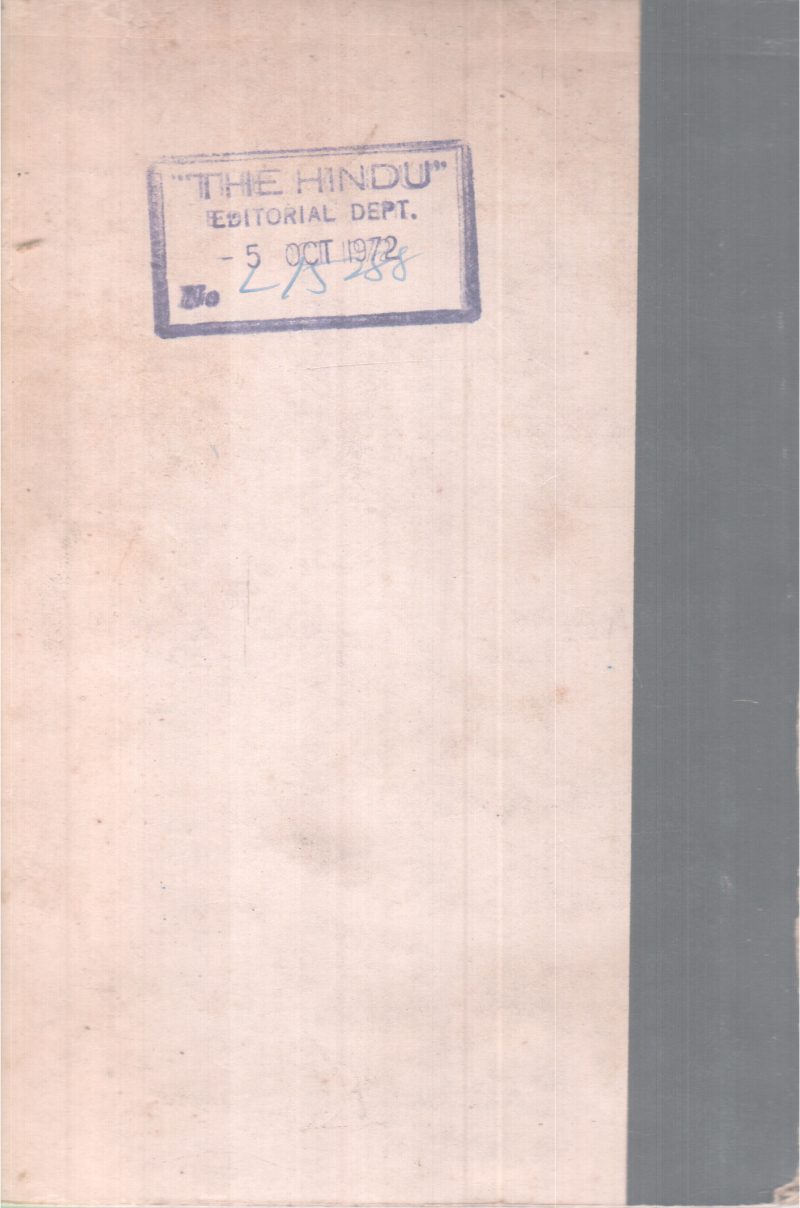 "THE HINDU"
EDITORIAL DEPT.
- 5 OCT 1972
No